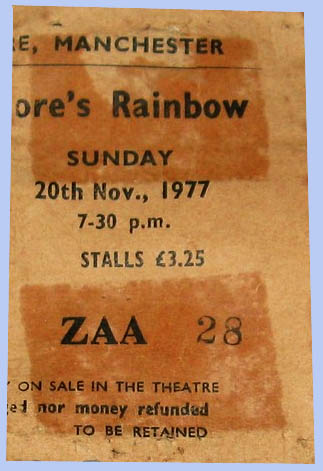 RE, MANCHESTER
ore's Rainbow
SUNDAY
20th Nov., 1977
7-30 p.m.
STALLS £3.25
ZAA 28
Y ON SALE IN THE THEATRE
ed nor money refunded
TO BE RETAINED